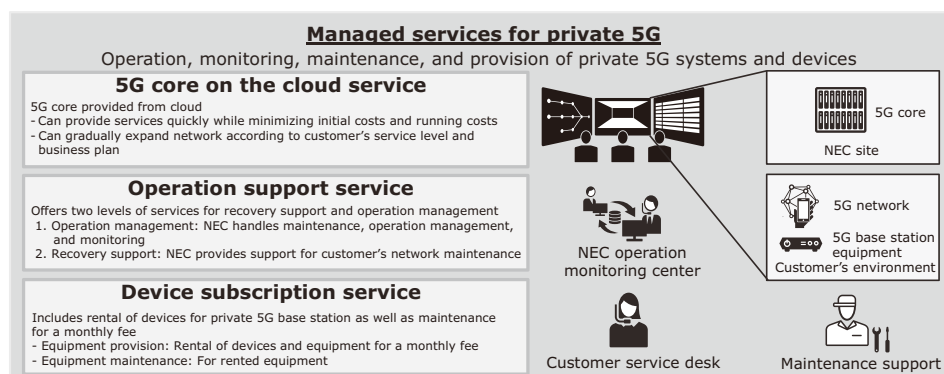 Managed services for private 5G
Operation, monitoring, maintenance, and provision of private 5G systems and devices
5G core on the cloud service
5G core provided from cloud
- Can provide services quickly while minimizing initial costs and running costs
- Can gradually expand network according to customer’s service level and
business plan
Operation support service
Offers two levels of services for recovery support and operation management
1. Operation management: NEC handles maintenance, operation management,
and monitoring
2. Recovery support: NEC provides support for customer’s network maintenance
Device subscription service
Includes rental of devices for private 5G base station as well as maintenance
for a monthly fee
- Equipment provision: Rental of devices and equipment for a monthly fee
- Equipment maintenance: For rented equipment
NEC operation
monitoring center
Customer service desk
5G core
NEC site
5G network
5G base station
equipment
Customer’s environment
Maintenance support